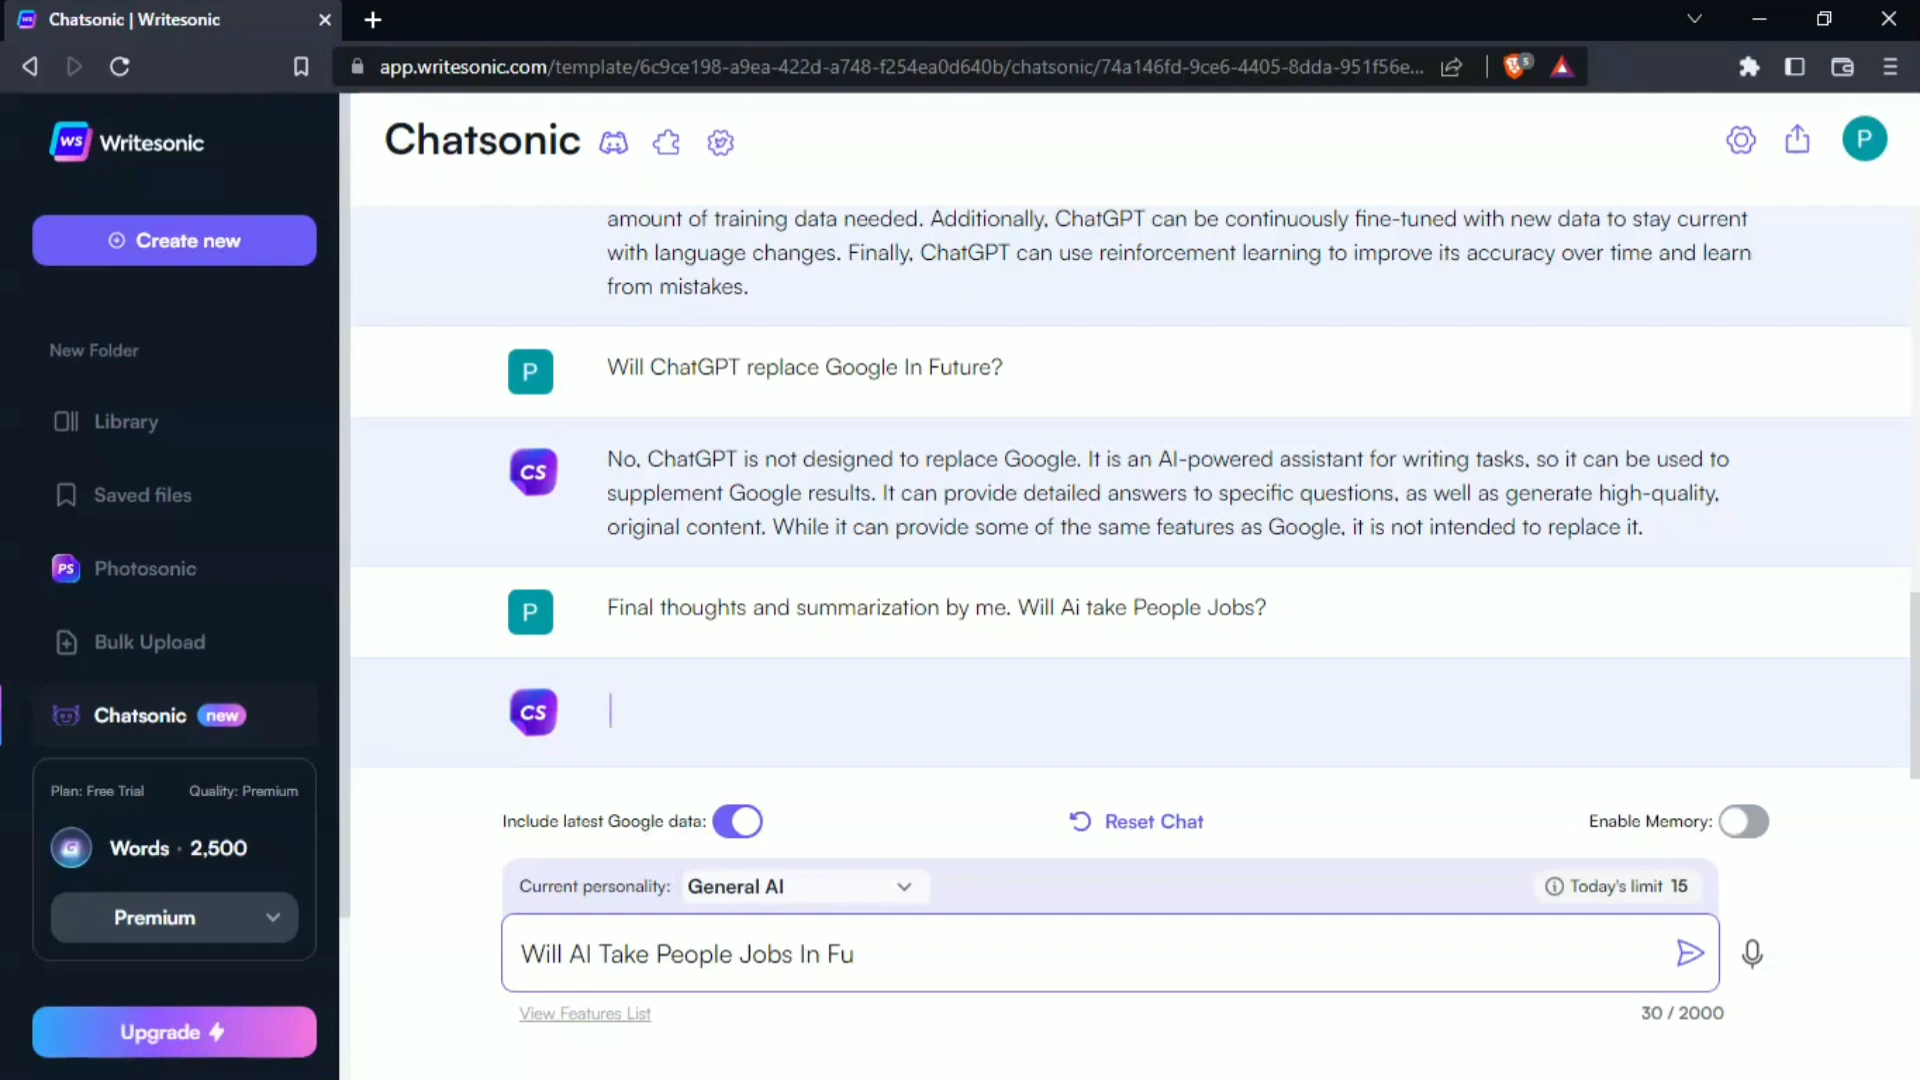 Chatsonic | Writesonic
app.writesonic.com/template/6c9ce198-a9ea-422d-a748-f254ea0d640b/chatsonic/74a146fd-9ce6-4405-8dda-951f56e...
5
WS Writesonic
Create new
New Folder
Library
Saved files
PS Photosonic
Bulk Upload
Chatsonic new
Plan: Free Trial Quality: Premium
G Words · 2,500
Premium
Upgrade
Chatsonic
P
amount of training data needed. Additionally, ChatGPT can be continuously fine-tuned with new data to stay current
with language changes. Finally, ChatGPT can use reinforcement learning to improve its accuracy over time and learn
from mistakes.
P Will ChatGPT replace Google In Future?
CS No, ChatGPT is not designed to replace Google. It is an AI-powered assistant for writing tasks, so it can be used to
supplement Google results. It can provide detailed answers to specific questions, as well as generate high-quality,
original content. While it can provide some of the same features as Google, it is not intended to replace it.
P Final thoughts and summarization by me. Will Ai take People Jobs?
CS
Include latest Google data: Reset Chat Enable Memory:
Current personality: General AI Today's limit 15
Will AI Take People Jobs In Fu
View Features List 30 / 2000